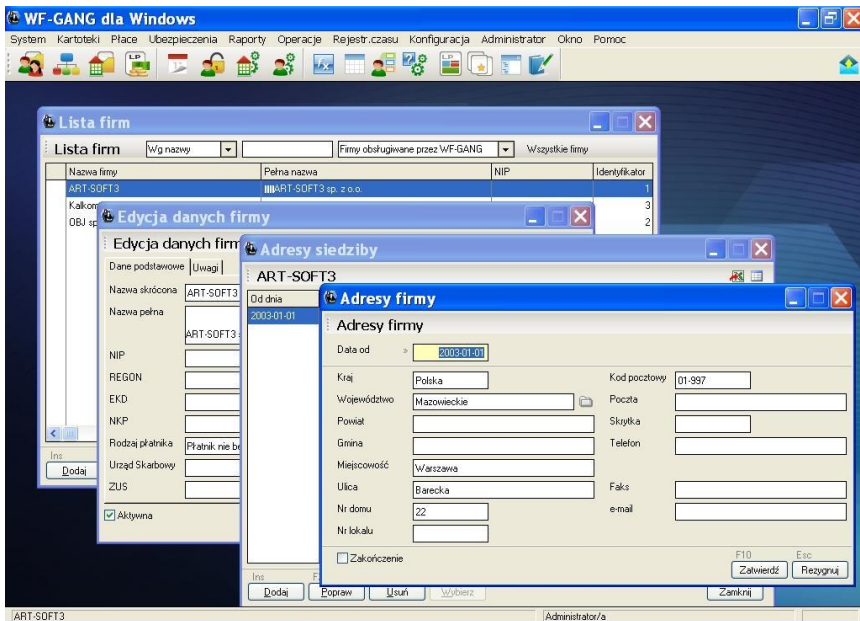 WF-GANG dla Windows
System Kartoteki Płace Ubezpieczenia Raporty Operacje Rejestr.czasu Konfiguracja Administrator Okno Pomoc
Lista firm
Lista firm Wg nazwy Firmy obsługiwane przez WF-GANG Wszystkie firmy
Nazwa firmy Pełna nazwa NIP Identyfikator
ART-SOFT3 ART-SOFT3 sp. z o.o. 1
3
2
Edycja danych firmy
Edycja danych firm
Dane podstawowe Uwagi
Nazwa skrócona ART-SOFT3
Nazwa pełna
ART-SOFT3
NIP
REGON
EKD
NKP
Rodzaj płatnika Płatnik nie
Urząd Skarbowy
ZUS
Aktywna
Ins
Dodaj
Adresy siedziby
ART-SOFT3
Od dnia
2003-01-01
Ins
Dodaj Popraw Usuń Wybierz Zamknij
Adresy firmy
Adresy firmy
Data od » 2003-01-01
Kraj Polska Kod pocztowy 01-997
Województwo Mazowieckie Poczta
Powiat Skrytka
Gmina Telefon
Miejscowość Warszawa
Ulica Barecka Faks
Nr domu 22 e-mail
Nr lokalu
Zakończenie
F10 Esc
Zatwierdź Rezygnuj
ART-SOFT3 Administrator/a